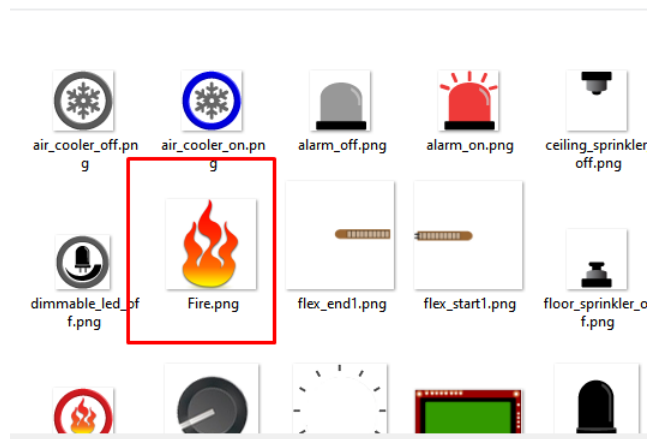 air_cooler_off.pn
g
air_cooler_on.pn
g
alarm_off.png
alarm_on.png
ceiling_sprinkler
off.png
dimmable_led_of
f.png
Fire.png
flex_end1.png
flex_start1.png
floor_sprinkler_o
f.png